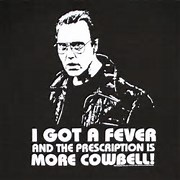 I GOT A FEVER
AND THE PRESCRIPTION IS
MORE COWBELL!